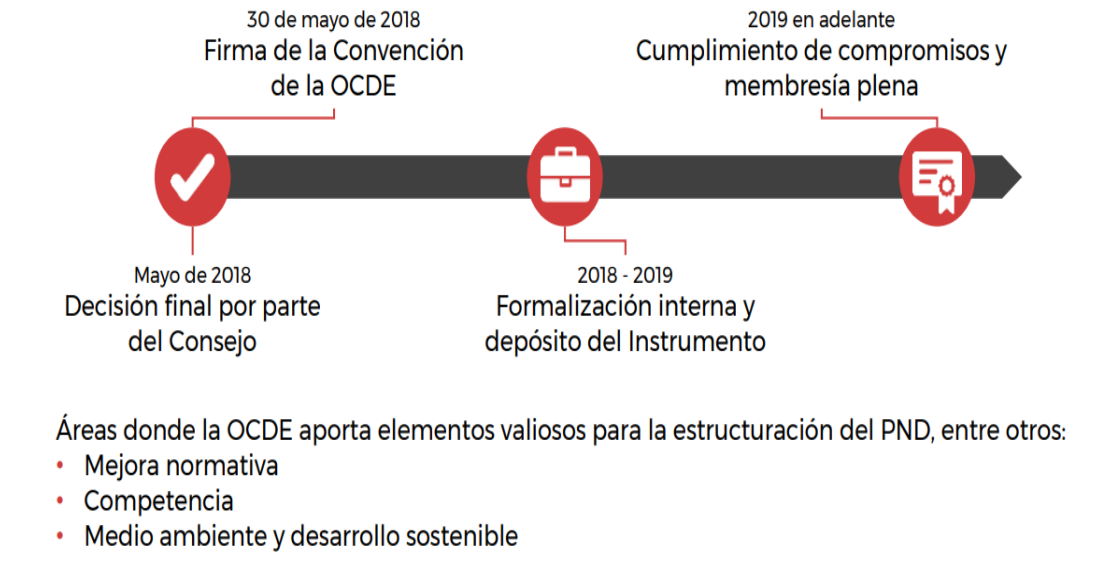 30 de mayo de 2018
Firma de la Convención
de la OCDE
2019 en adelante
Cumplimiento de compromisos y
membresía plena
Mayo de 2018
Decisión final por parte
del Consejo
2018 - 2019
Formalización interna y
depósito del Instrumento
Áreas donde la OCDE aporta elementos valiosos para la estructuración del PND, entre otros:
• Mejora normativa
• Competencia
• Medio ambiente y desarrollo sostenible